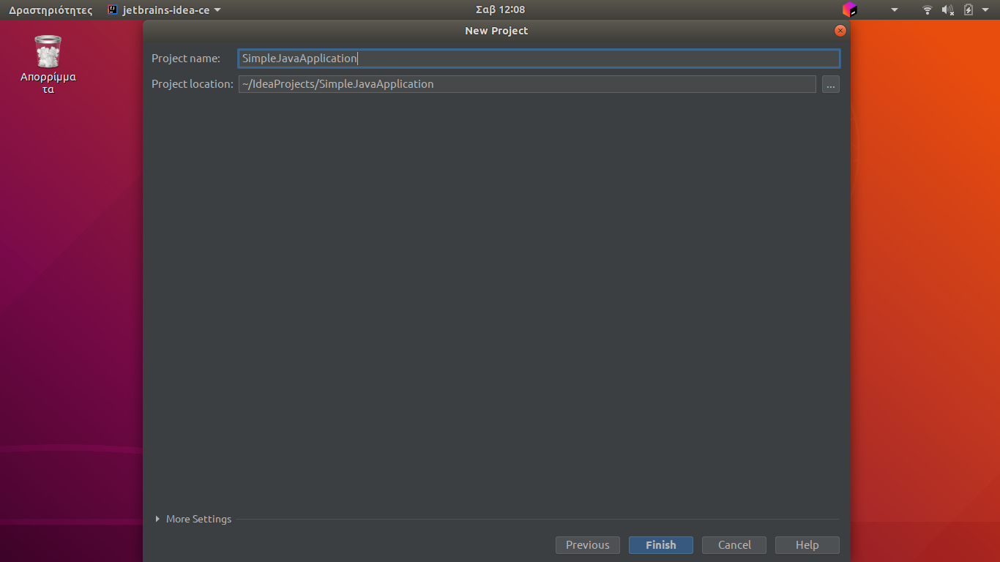 Δραστηριότητες jetbrains-idea-ce Σαβ 12:08
New Project
Απορρίμμα
τα
Project name: SimpleJavaApplication
Project location: ~/IdeaProjects/SimpleJavaApplication ...
More Settings
Previous Finish Cancel Help